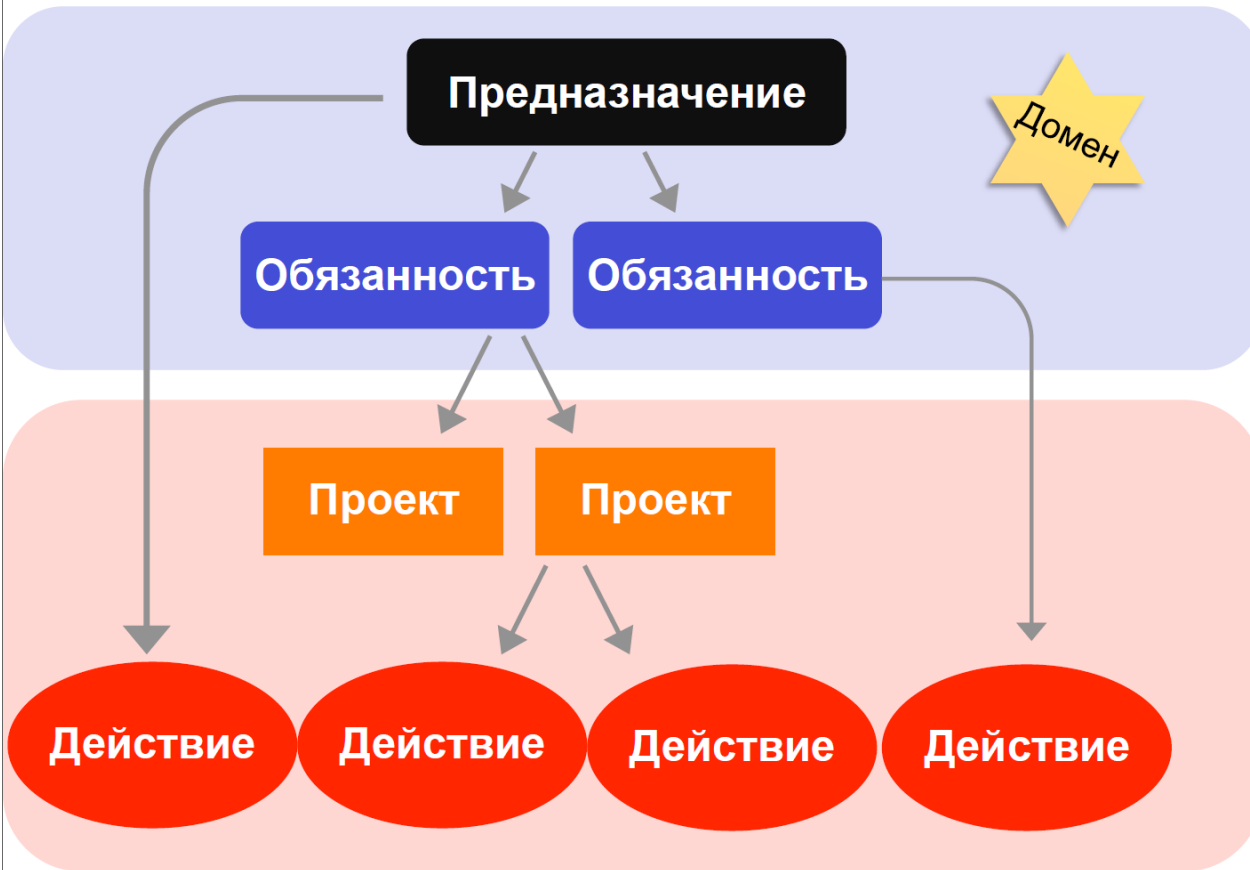 Предназначение
Домен
Обязанность
Обязанность
Проект
Проект
Действие
Действие
Действие
Действие